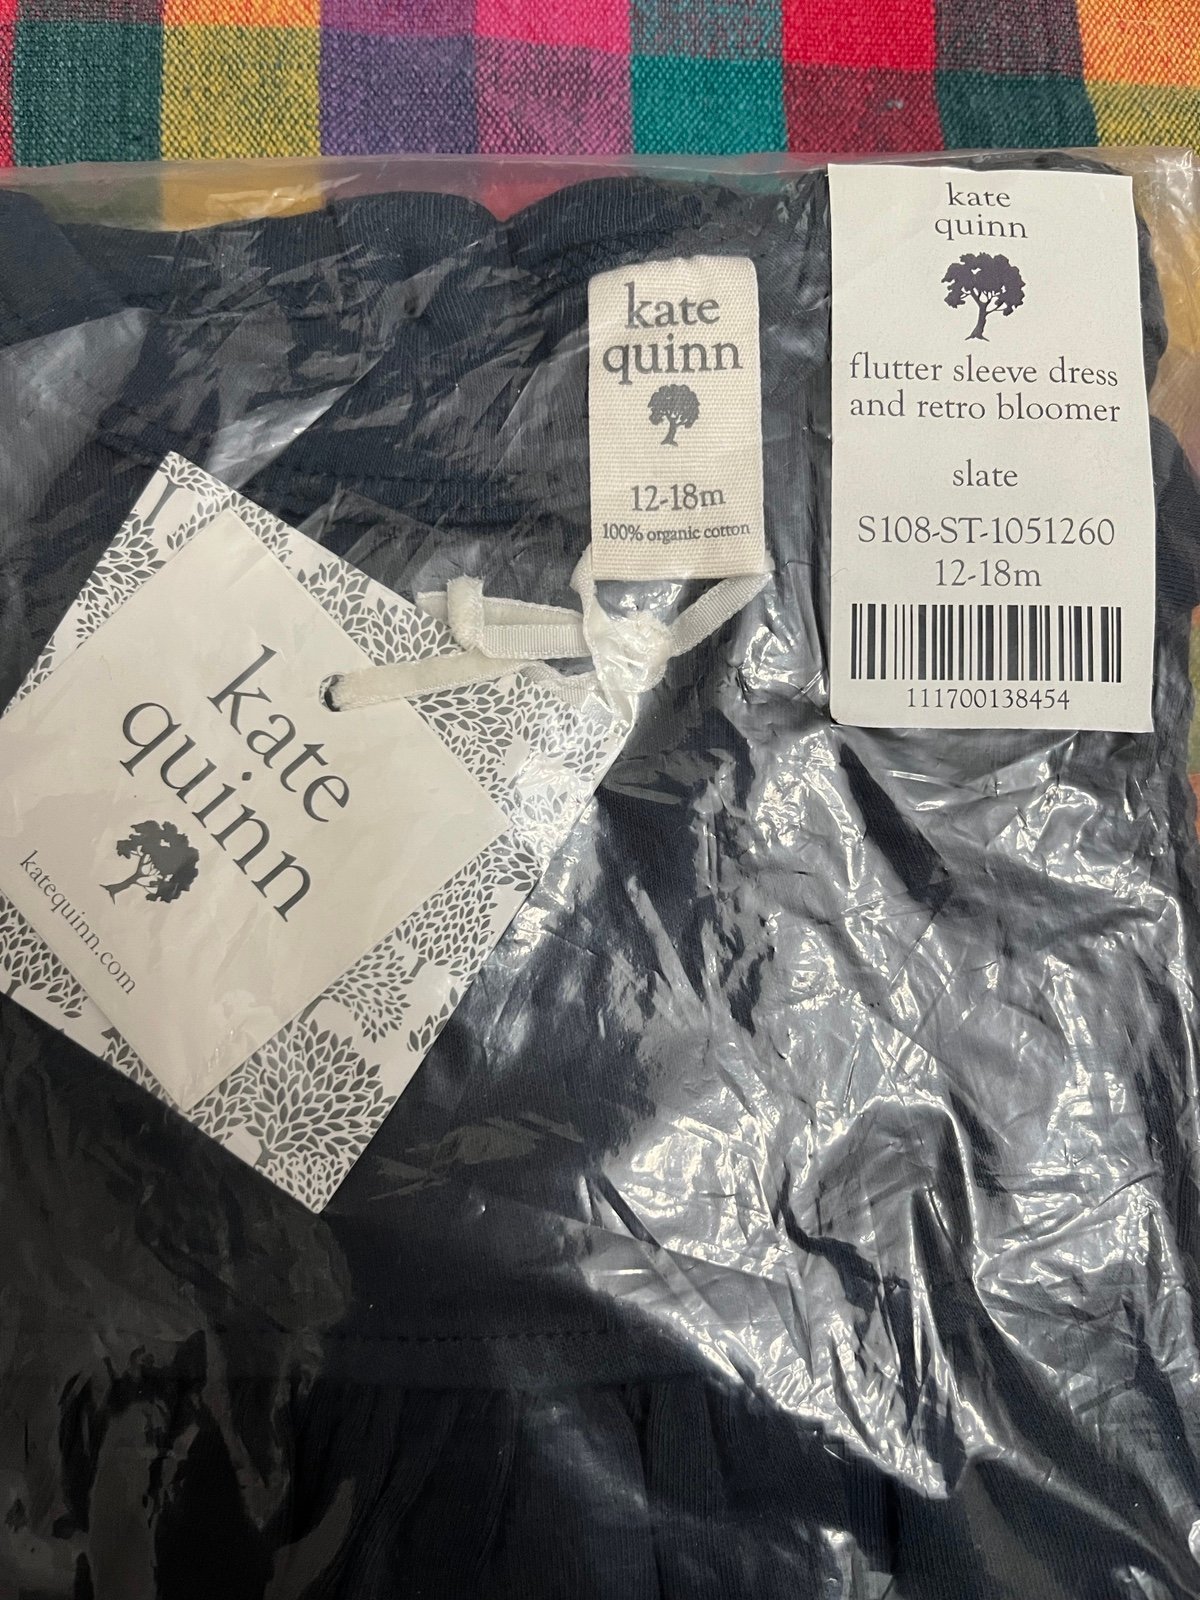 kate
quinn
flutter sleeve dress
and retro bloomer
slate
S108-ST-1051260
12-18m
111700138454
kate
quinn
12-18m
100% organic cotton
kate
quinn
katequinn.com